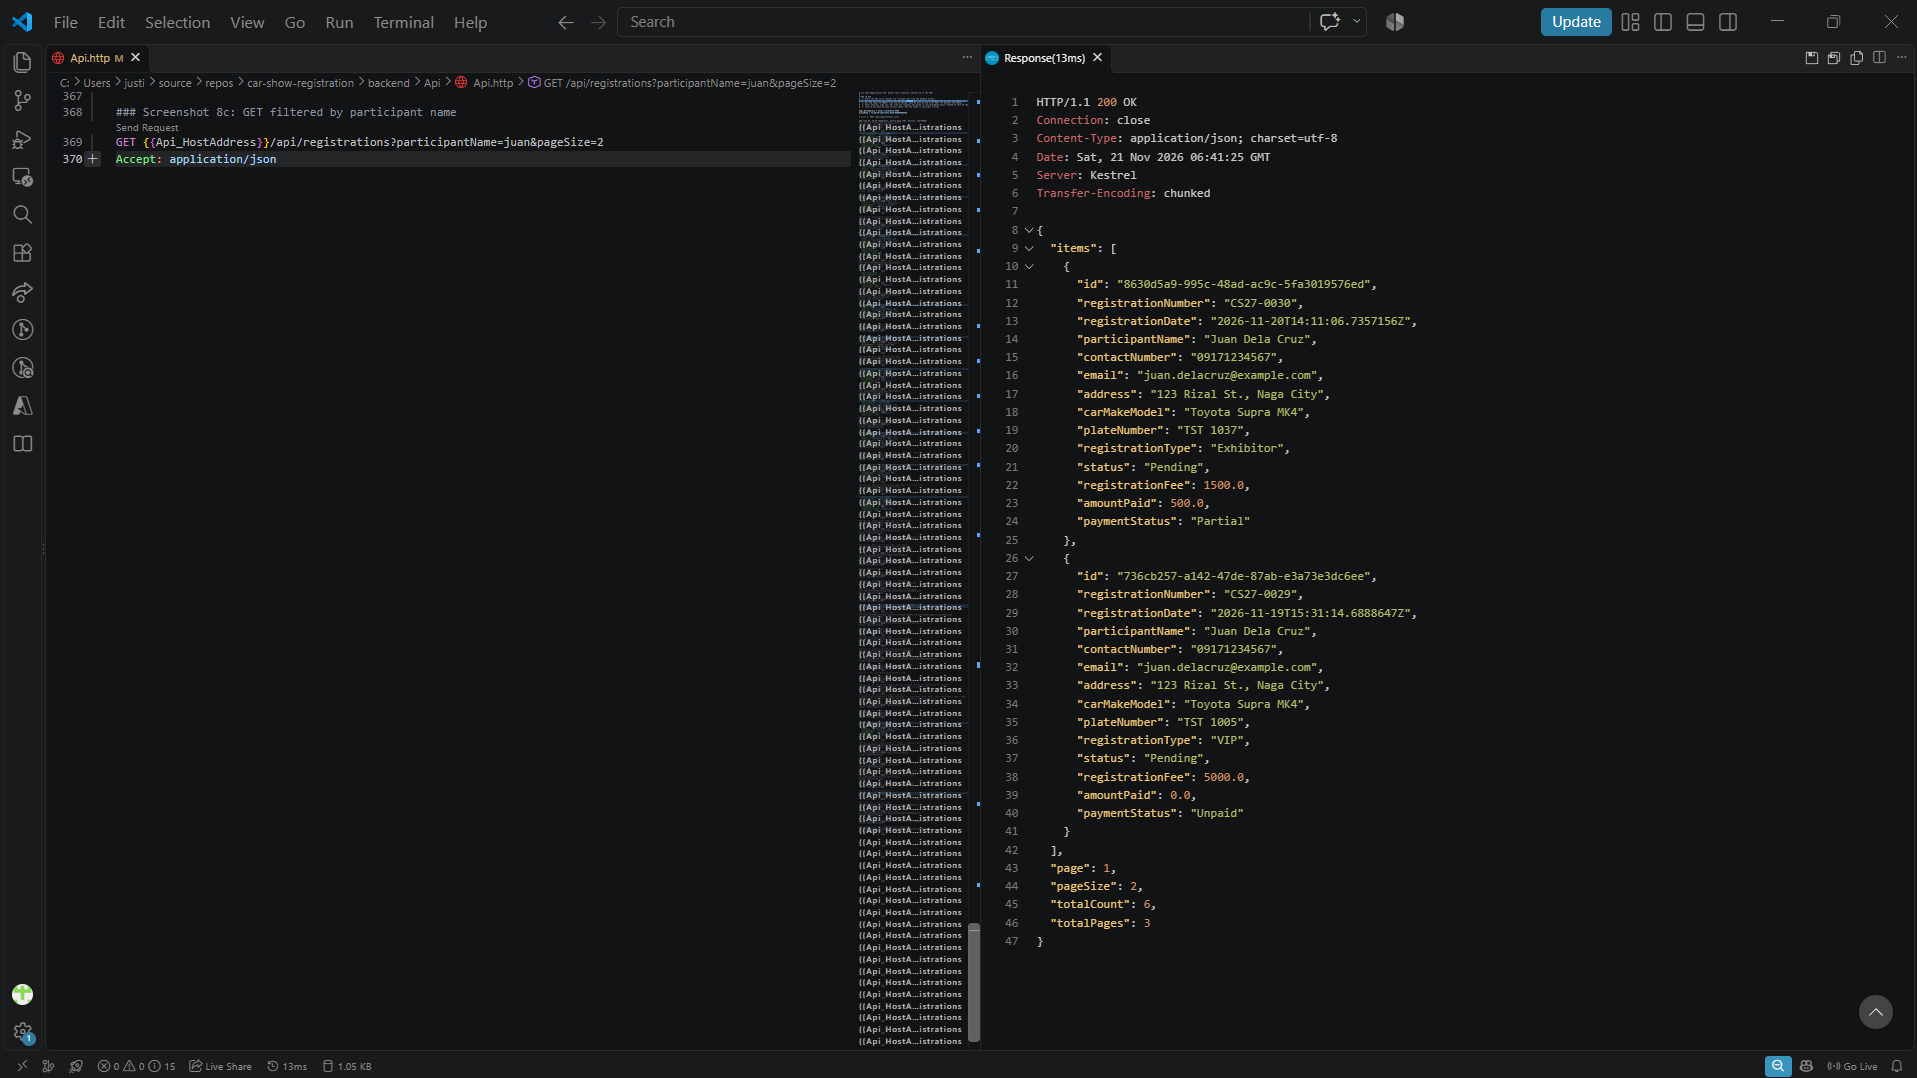 File Edit Selection View Go Run Terminal Help
Search
Update
Api.http M
Response(13ms)
C: > Users > justi > source > repos > car-show-registration > backend > Api > Api.http > GET /api/registrations?participantName=juan&pageSize=2
367
368 ### Screenshot 8c: GET filtered by participant name
Send Request
369 GET {{Api_HostAddress}}/api/registrations?participantName=juan&pageSize=2
370 Accept: application/json
1 HTTP/1.1 200 OK
2 Connection: close
3 Content-Type: application/json; charset=utf-8
4 Date: Sat, 21 Nov 2026 06:41:25 GMT
5 Server: Kestrel
6 Transfer-Encoding: chunked
7
8 {
9 "items": [
10 {
11 "id": "8630d5a9-995c-48ad-ac9c-5fa3019576ed",
12 "registrationNumber": "CS27-0030",
13 "registrationDate": "2026-11-20T14:11:06.7357156Z",
14 "participantName": "Juan Dela Cruz",
15 "contactNumber": "09171234567",
16 "email": "juan.delacruz@example.com",
17 "address": "123 Rizal St., Naga City",
18 "carMakeModel": "Toyota Supra MK4",
19 "plateNumber": "TST 1037",
20 "registrationType": "Exhibitor",
21 "status": "Pending",
22 "registrationFee": 1500.0,
23 "amountPaid": 500.0,
24 "paymentStatus": "Partial"
25 },
26 {
27 "id": "736cb257-a142-47de-87ab-e3a73e3dc6ee",
28 "registrationNumber": "CS27-0029",
29 "registrationDate": "2026-11-19T15:31:14.6888647Z",
30 "participantName": "Juan Dela Cruz",
31 "contactNumber": "09171234567",
32 "email": "juan.delacruz@example.com",
33 "address": "123 Rizal St., Naga City",
34 "carMakeModel": "Toyota Supra MK4",
35 "plateNumber": "TST 1005",
36 "registrationType": "VIP",
37 "status": "Pending",
38 "registrationFee": 5000.0,
39 "amountPaid": 0.0,
40 "paymentStatus": "Unpaid"
41 }
42 ],
43 "page": 1,
44 "pageSize": 2,
45 "totalCount": 6,
46 "totalPages": 3
47 }
1
0 0 15 Live Share 13ms 1.05 KB
Go Live